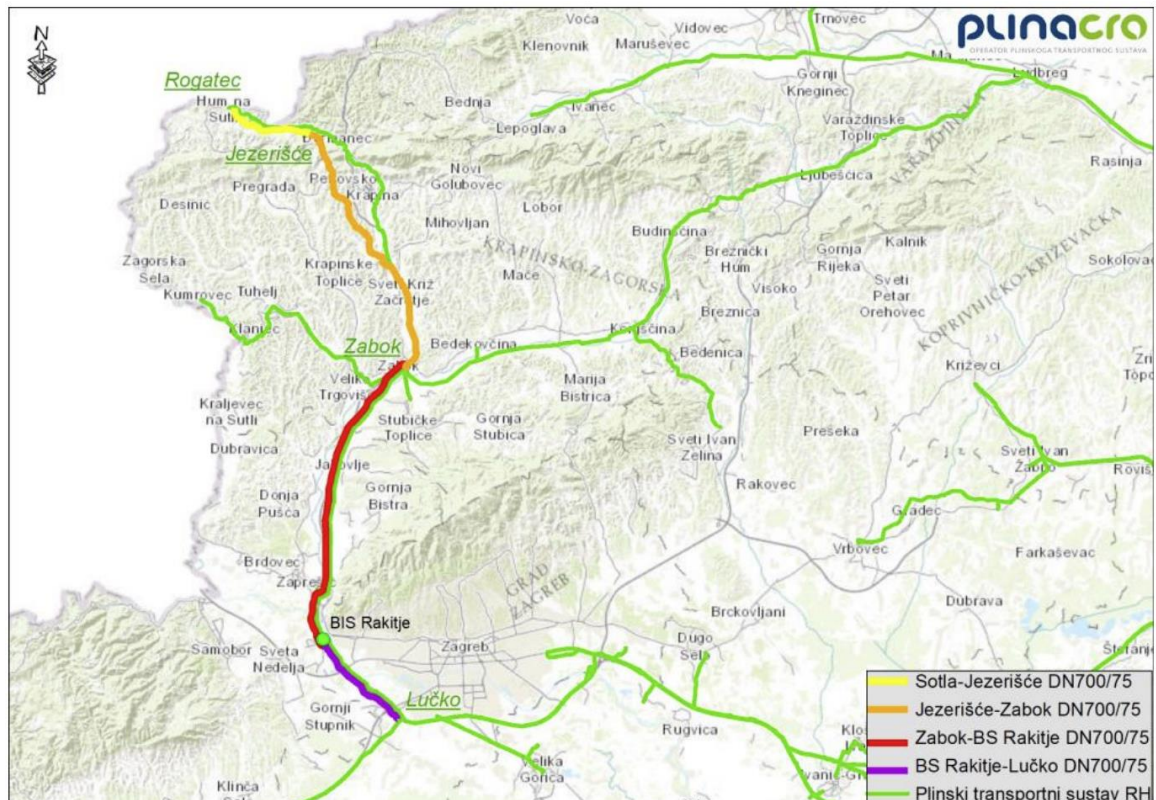 N
plinacro
OPERATOR PLINSKOGA TRANSPORTNOG SUSTAVA
Voća
Trnovec
Vidovec
Klenovnik
Maruševec
Gornji
Kneginec
Ludbreg
Rogatec
Hum na
Sutli
Bednja
Ivanec
Lepoglava
Varaždinske
Toplice
VARAŽDINSKA
Jezerišće
Rasinja
Ljubešćica
Novi
Golubovec
Pregrada
Petrovsko
Krapina
Desinić
Lobor
Mihovljan
Budinščina
KRAPINSKO-ZAGORSKA
Breznički
Hum
Gornja
Rijeka
Kalnik
KOPRIVNIČKO-KRIŽEVAČKA
Zagorska
Sela
Krapinske
Toplice
Mače
Sokolovac
Kumrovec
Tuhelj
Sveti Križ
Začretje
Visoko
Sveti
Petar
Orehovec
Klanjec
Breznica
Konjščina
Zabok
Zabok
Bedekovčina
Bedenica
Križevci
Veliko
Trgovišće
Marija
Bistrica
Kraljevec
na Sutli
Stubičke
Toplice
Gornja
Stubica
Preseka
Dubravica
Sveti Ivan
Zelina
Jakovlje
Sveti Ivan
Žabno
Gornja
Bistra
Rakovec
Donja
Pušća
Gradec
Vrbovec
Farkaševac
Brdovec
Zaprešić
GRAD
ZAGREB
Brckovljani
Dubrava
BIS Rakitje
Dugo
Selo
Samobor
Sveta
Nedelja
Zagreb
Lučko
Gornji
Stupnik
Rugvica
Velika
Gorica
Klinča
Sotla-Jezerišće DN700/75
Jezerišće-Zabok DN700/75
Zabok-BS Rakitje DN700/75
BS Rakitje-Lučko DN700/75
Plinski transportni sustav RH